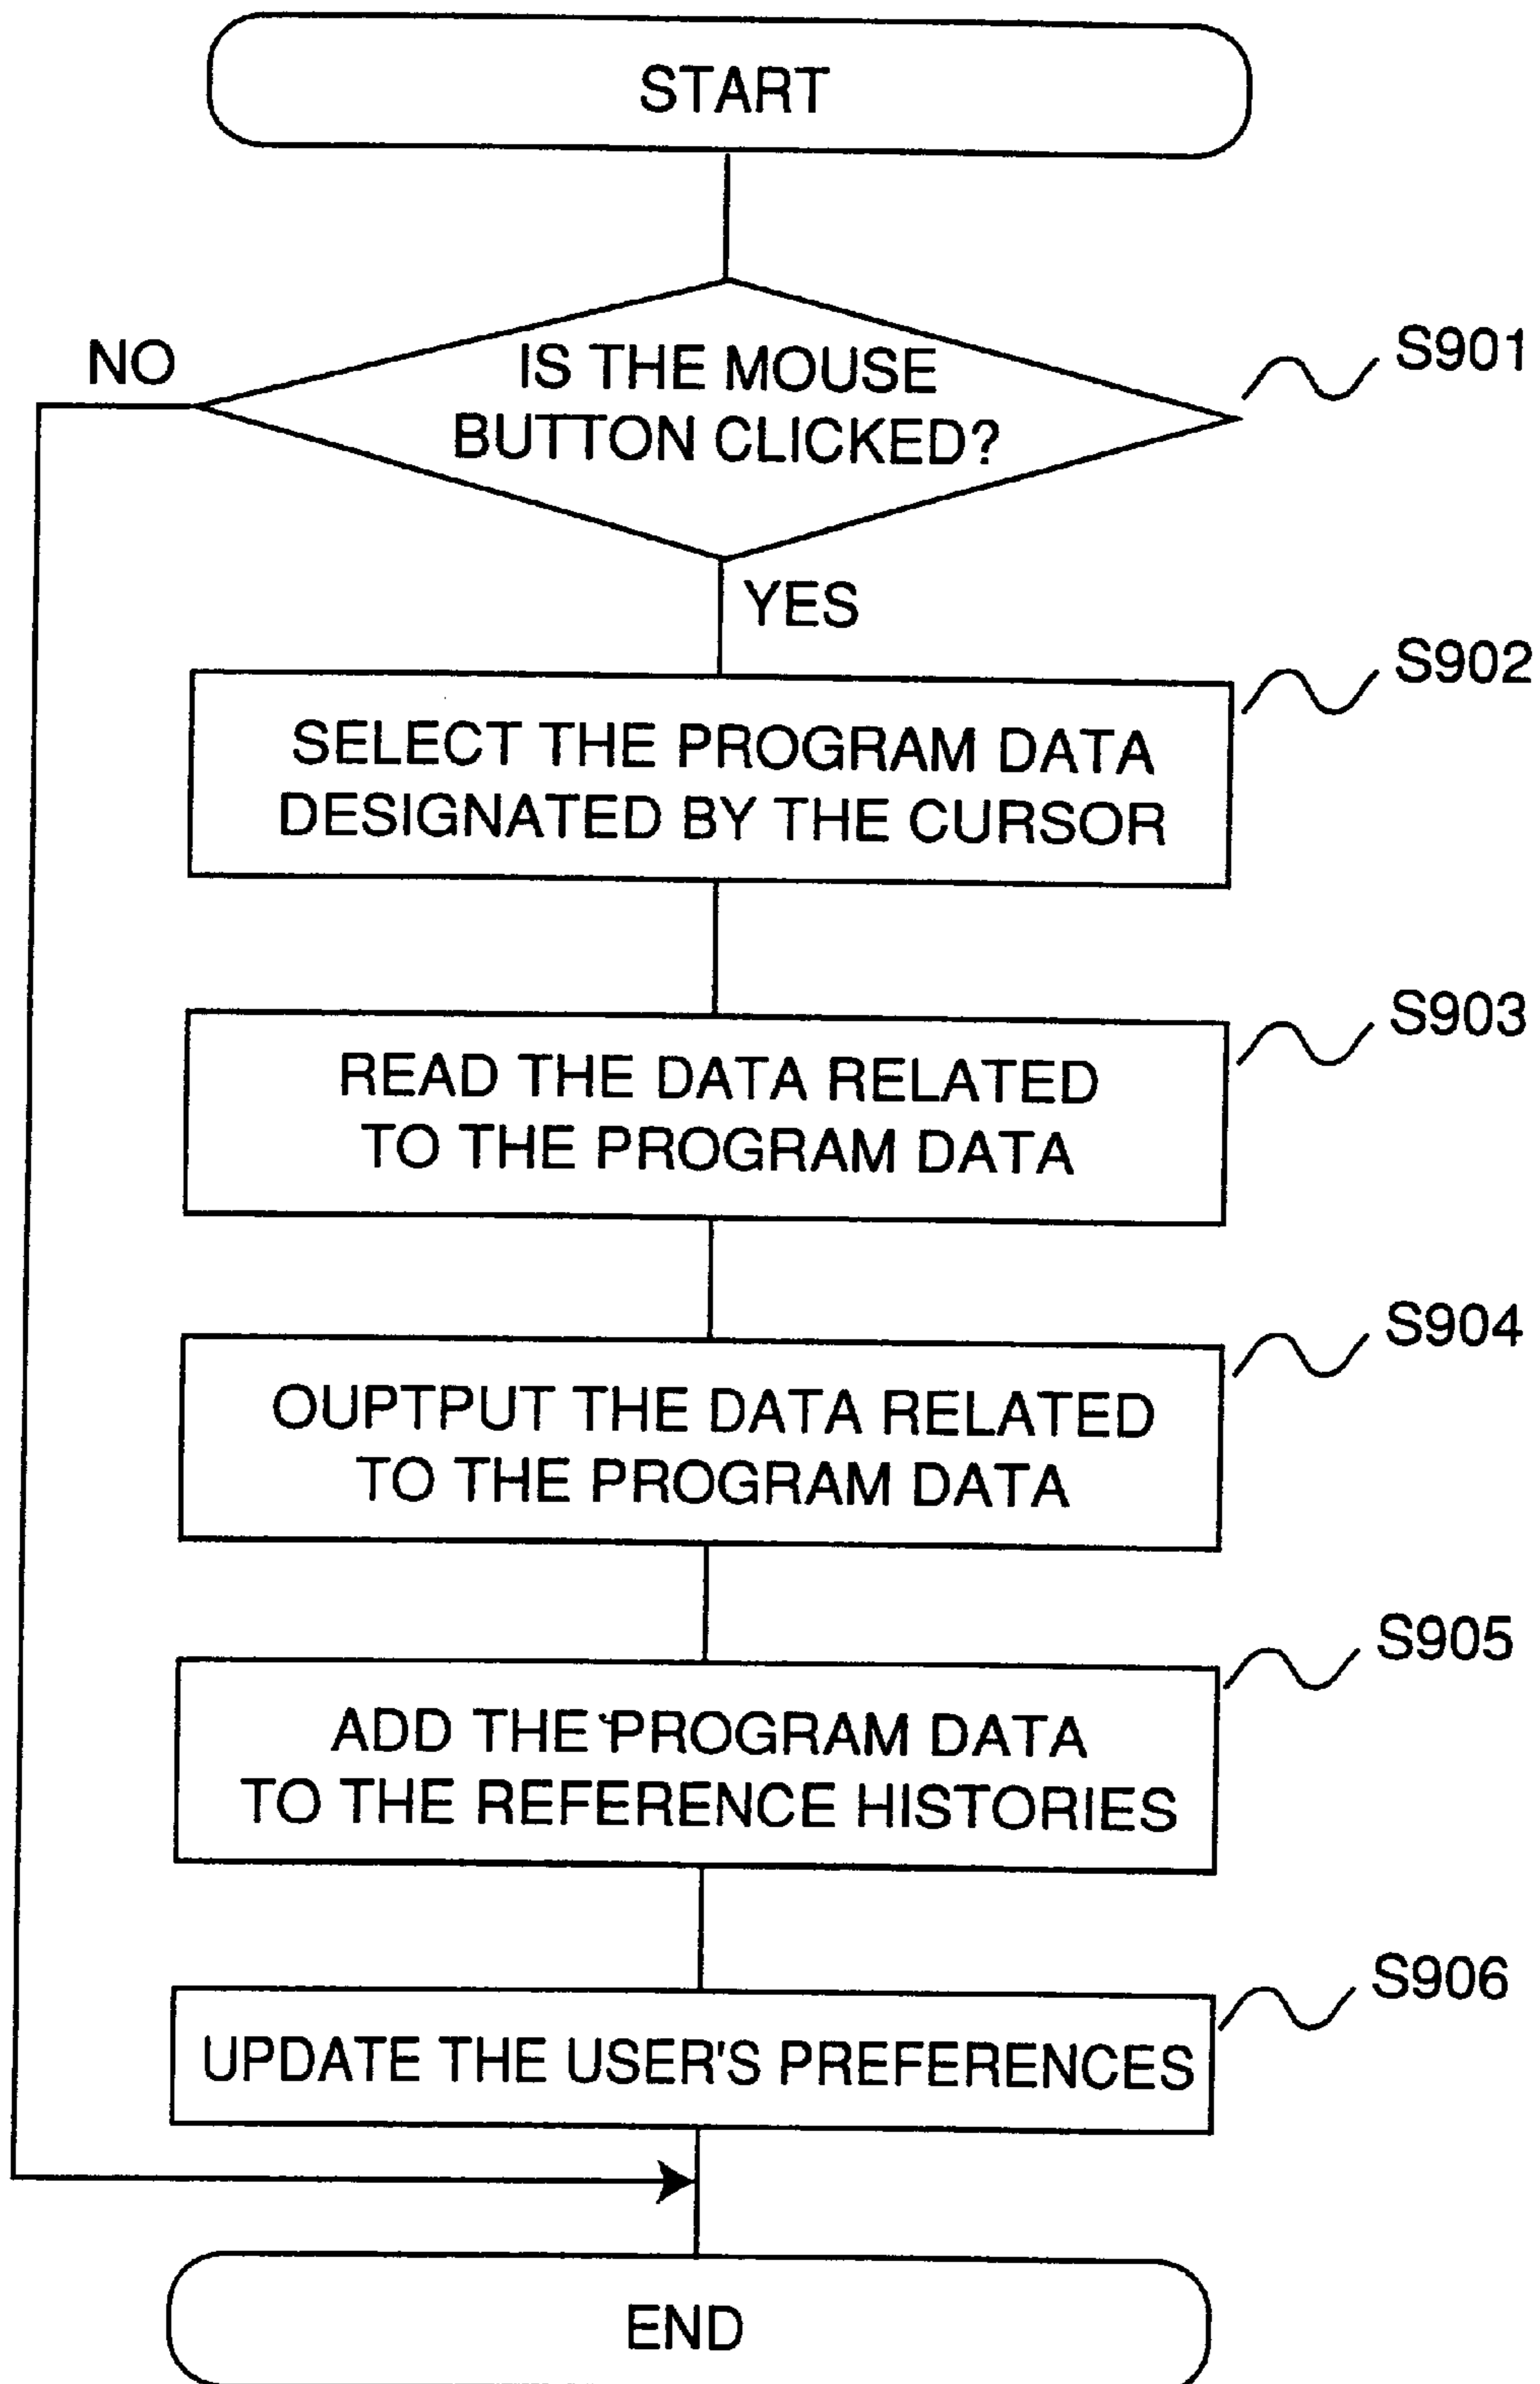 START
NO
IS THE MOUSE
BUTTON CLICKED?
S901
YES
S902
SELECT THE PROGRAM DATA
DESIGNATED BY THE CURSOR
S903
READ THE DATA RELATED
TO THE PROGRAM DATA
S904
OUPTPUT THE DATA RELATED
TO THE PROGRAM DATA
S905
ADD THE PROGRAM DATA
TO THE REFERENCE HISTORIES
S906
UPDATE THE USER'S PREFERENCES
END